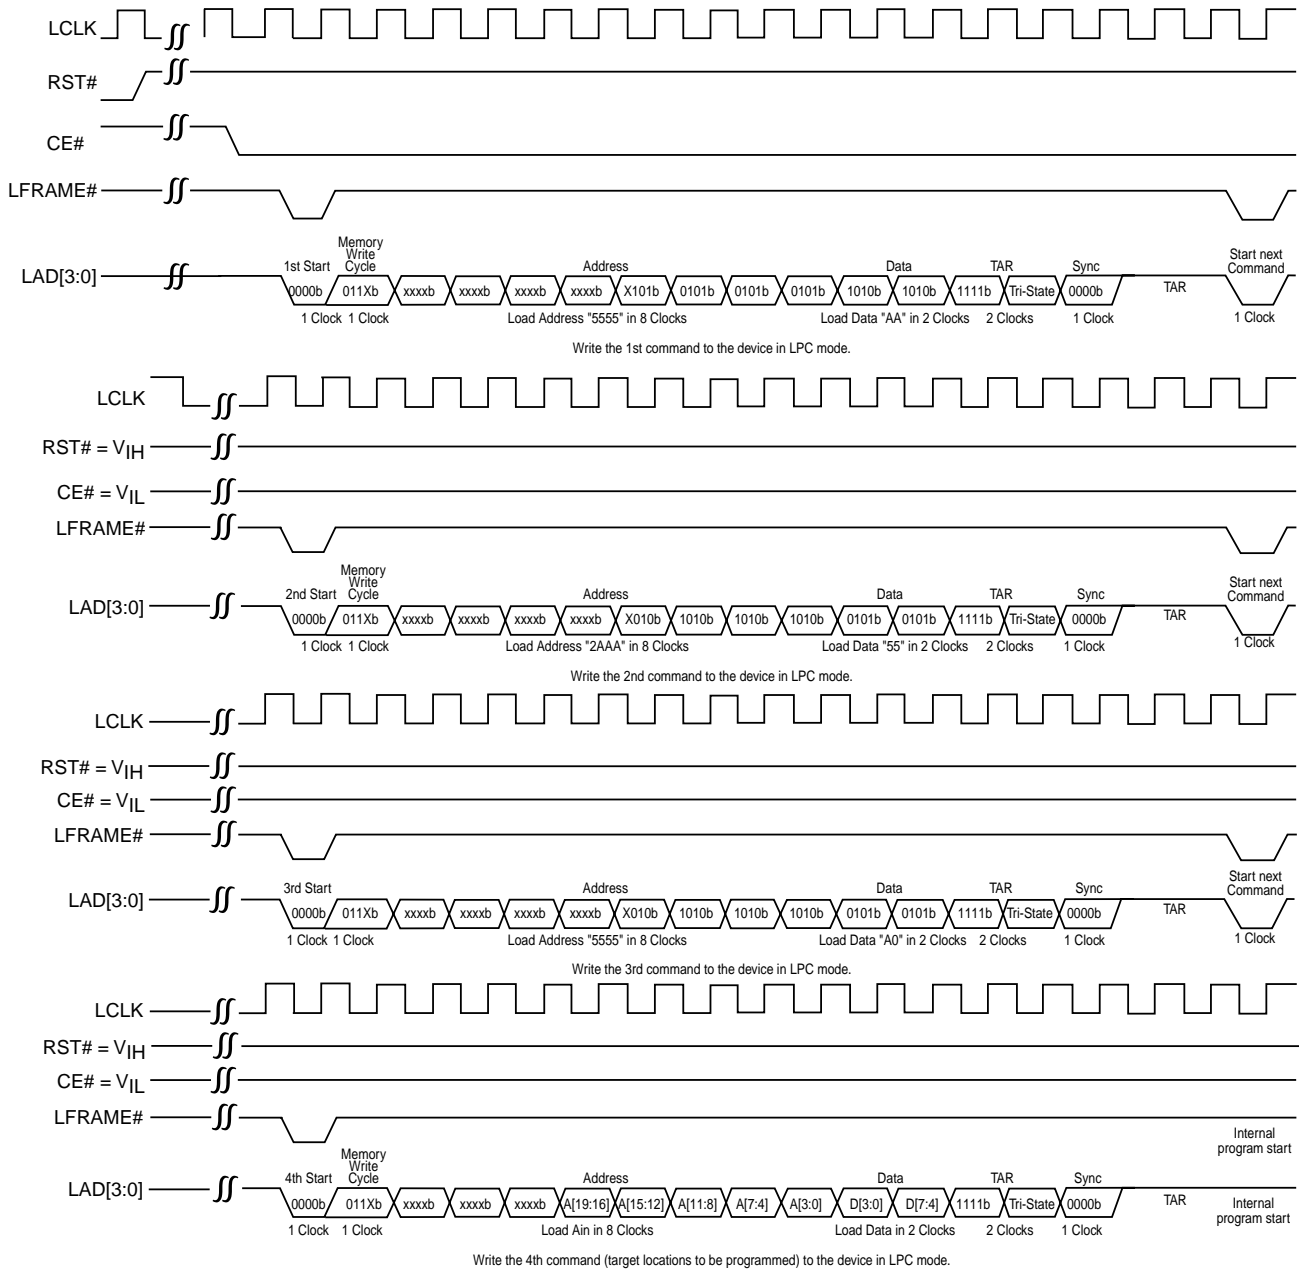 LCLK
RST#
CE#
LFRAME#
Memory
Write
Cycle
1st Start Address Data TAR Sync Start next
Command
LAD[3:0] 0000b 011Xb xxxxb xxxxb xxxxb xxxxb X101b 0101b 0101b 0101b 1010b 1010b 1111b Tri-State 0000b TAR
1 Clock 1 Clock Load Address "5555" in 8 Clocks Load Data "AA" in 2 Clocks 2 Clocks 1 Clock 1 Clock
Write the 1st command to the device in LPC mode.
LCLK
RST# = VIH
CE# = VIL
LFRAME#
Memory
Write
Cycle
2nd Start Address Data TAR Sync Start next
Command
LAD[3:0] 0000b 011Xb xxxxb xxxxb xxxxb xxxxb X010b 1010b 1010b 1010b 0101b 0101b 1111b Tri-State 0000b TAR
1 Clock 1 Clock Load Address "2AAA" in 8 Clocks Load Data "55" in 2 Clocks 2 Clocks 1 Clock 1 Clock
Write the 2nd command to the device in LPC mode.
LCLK
RST# = VIH
CE# = VIL
LFRAME#
3rd Start Address Data TAR Sync Start next
Command
LAD[3:0] 0000b 011Xb xxxxb xxxxb xxxxb xxxxb X010b 1010b 1010b 1010b 0101b 0101b 1111b Tri-State 0000b TAR
1 Clock 1 Clock Load Address "5555" in 8 Clocks Load Data "A0" in 2 Clocks 2 Clocks 1 Clock 1 Clock
Write the 3rd command to the device in LPC mode.
LCLK
RST# = VIH
CE# = VIL
LFRAME#
Internal
program start
Memory
Write
Cycle
4th Start Address Data TAR Sync
LAD[3:0] 0000b 011Xb xxxxb xxxxb xxxxb A[19:16] A[15:12] A[11:8] A[7:4] A[3:0] D[3:0] D[7:4] 1111b Tri-State 0000b TAR Internal
program start
1 Clock 1 Clock Load Ain in 8 Clocks Load Data in 2 Clocks 2 Clocks 1 Clock
Write the 4th command (target locations to be programmed) to the device in LPC mode.